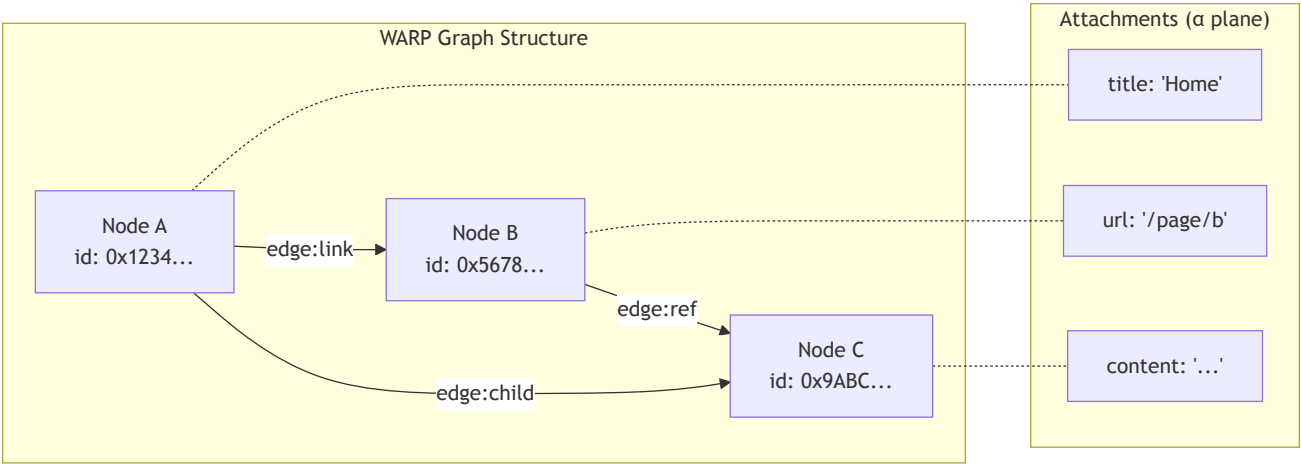 WARP Graph Structure
Attachments (α plane)
title: 'Home'
Node A
id: 0x1234...
edge:link
Node B
id: 0x5678...
url: '/page/b'
edge:ref
Node C
id: 0x9ABC...
content: '...'
edge:child